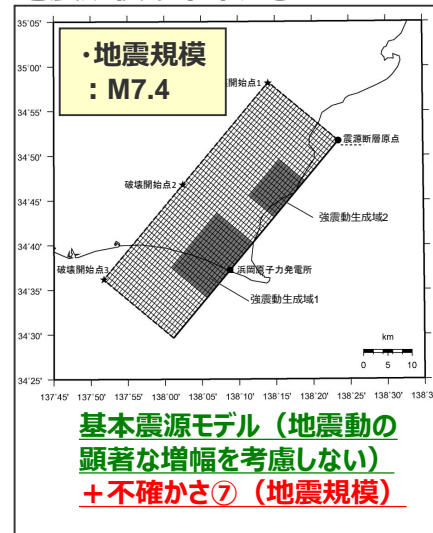 ・地震規模
：M7.4
開始点1
震源断層原点
破壊開始点2
強震動生成域2
浜岡原子力発電所
破壊開始点3
強震動生成域1
km
0 5 10
35˚05'
35˚00'
34˚55'
34˚50'
34˚45'
34˚40'
34˚35'
34˚30'
34˚25'
137˚45' 137˚50' 137˚55' 138˚00' 138˚05' 138˚10' 138˚15' 138˚20' 138˚25' 138˚30' 138˚3
基本震源モデル（地震動の
顕著な増幅を考慮しない）
＋不確かさ⑦（地震規模）